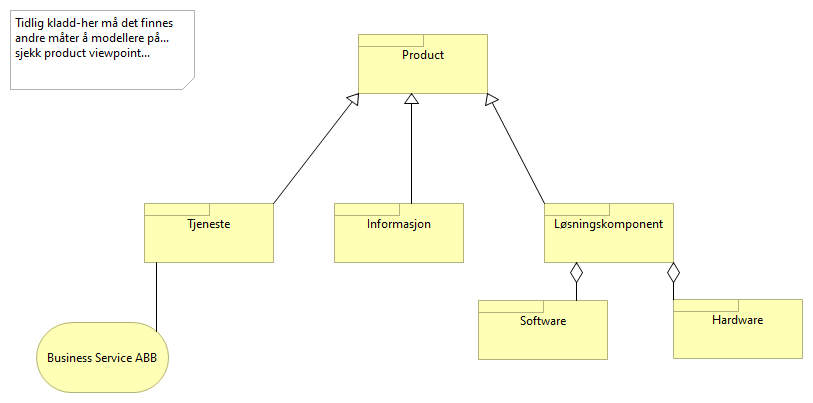 Tidlig kladd-her må det finnes
andre måter å modellere på...
sjekk product viewpoint...
Product
Tjeneste
Informasjon
Løsningskomponent
Software
Hardware
Business Service ABB